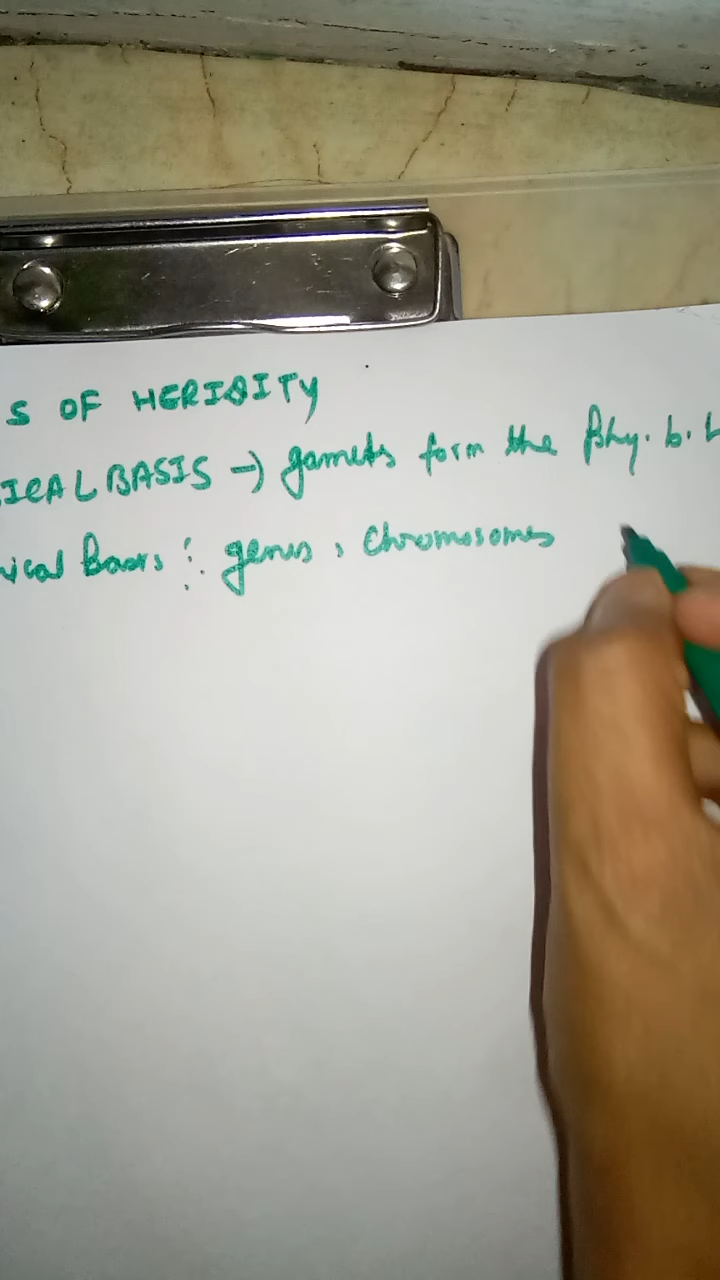 S OF HERIDITY
ICAL BASIS → gamets form the Phy. b. L
ical Basis : genes, chromosomes